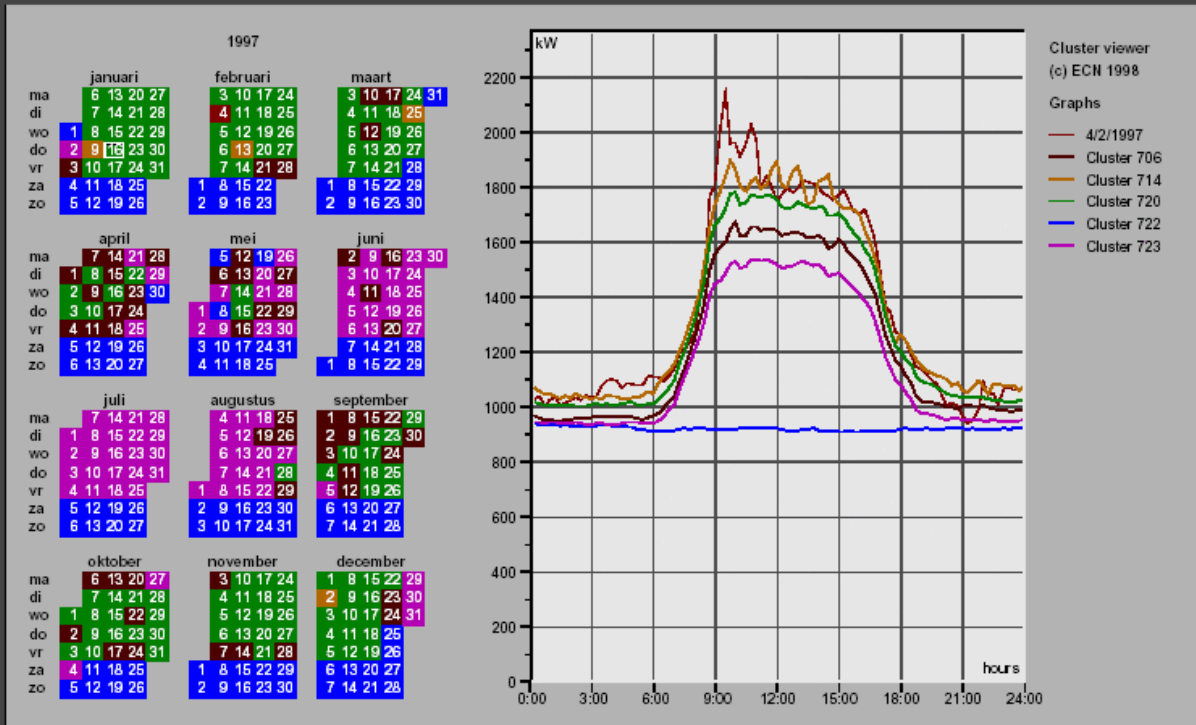 1997
januari februari maart
ma 6 13 20 27 3 10 17 24 3 10 17 24 31
di 7 14 21 28 4 11 18 25 4 11 18 25
wo 1 8 15 22 29 5 12 19 26 5 12 19 26
do 2 9 16 23 30 6 13 20 27 6 13 20 27
vr 3 10 17 24 31 7 14 21 28 7 14 21 28
za 4 11 18 25 1 8 15 22 1 8 15 22 29
zo 5 12 19 26 2 9 16 23 2 9 16 23 30
april mei juni
ma 7 14 21 28 5 12 19 26 2 9 16 23 30
di 1 8 15 22 29 6 13 20 27 3 10 17 24
wo 2 9 16 23 30 7 14 21 28 4 11 18 25
do 3 10 17 24 1 8 15 22 29 5 12 19 26
vr 4 11 18 25 2 9 16 23 30 6 13 20 27
za 5 12 19 26 3 10 17 24 31 7 14 21 28
zo 6 13 20 27 4 11 18 25 1 8 15 22 29
juli augustus september
ma 7 14 21 28 4 11 18 25 1 8 15 22 29
di 1 8 15 22 29 5 12 19 26 2 9 16 23 30
wo 2 9 16 23 30 6 13 20 27 3 10 17 24
do 3 10 17 24 31 7 14 21 28 4 11 18 25
vr 4 11 18 25 1 8 15 22 29 5 12 19 26
za 5 12 19 26 2 9 16 23 30 6 13 20 27
zo 6 13 20 27 3 10 17 24 31 7 14 21 28
oktober november december
ma 6 13 20 27 3 10 17 24 1 8 15 22 29
di 7 14 21 28 4 11 18 25 2 9 16 23 30
wo 1 8 15 22 29 5 12 19 26 3 10 17 24 31
do 2 9 16 23 30 6 13 20 27 4 11 18 25
vr 3 10 17 24 31 7 14 21 28 5 12 19 26
za 4 11 18 25 1 8 15 22 29 6 13 20 27
zo 5 12 19 26 2 9 16 23 30 7 14 21 28
kW
2200
2000
1800
1600
1400
1200
1000
800
600
400
200
0
hours
0:00 3:00 6:00 9:00 12:00 15:00 18:00 21:00 24:00
Cluster viewer
(c) ECN 1998
Graphs
4/2/1997
Cluster 706
Cluster 714
Cluster 720
Cluster 722
Cluster 723